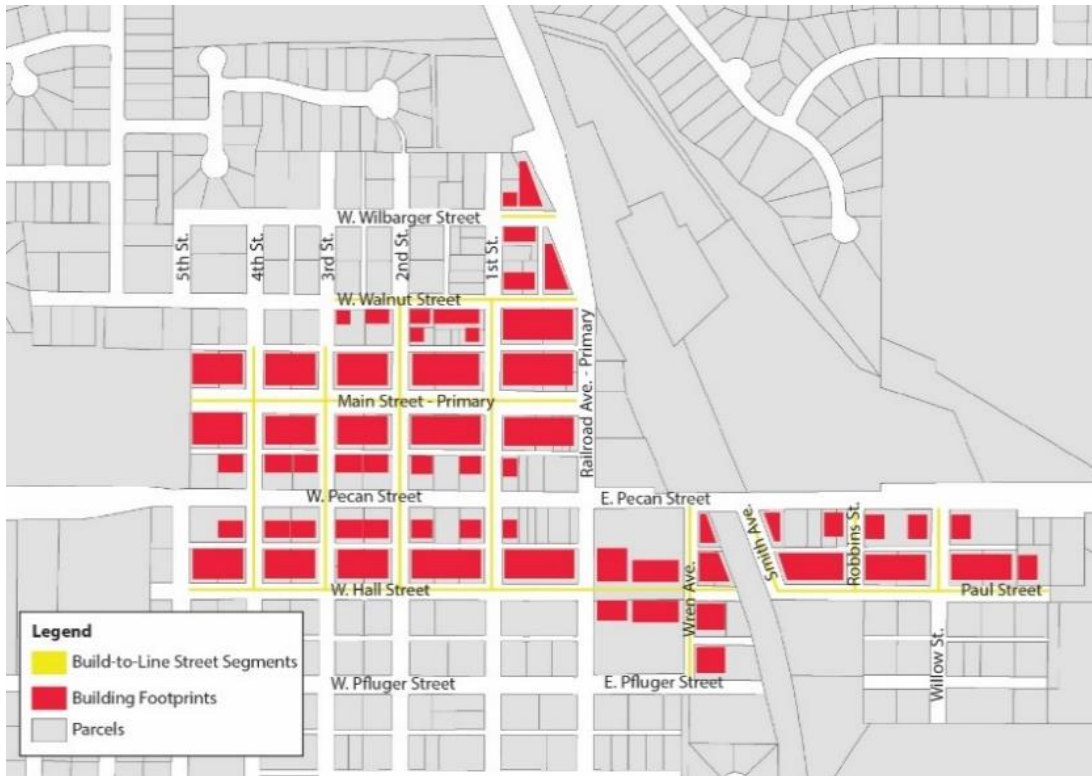 W. Wilbarger Street
5th St.
4th St.
3rd St.
2nd St.
1st St.
W. Walnut Street
Railroad Ave. - Primary
Main Street - Primary
W. Pecan Street
E. Pecan Street
Smith Ave.
Robbins St.
Wren Ave.
W. Hall Street
Paul Street
Willow St.
W. Pfluger Street
E. Pfluger Street
Legend
Build-to-Line Street Segments
Building Footprints
Parcels